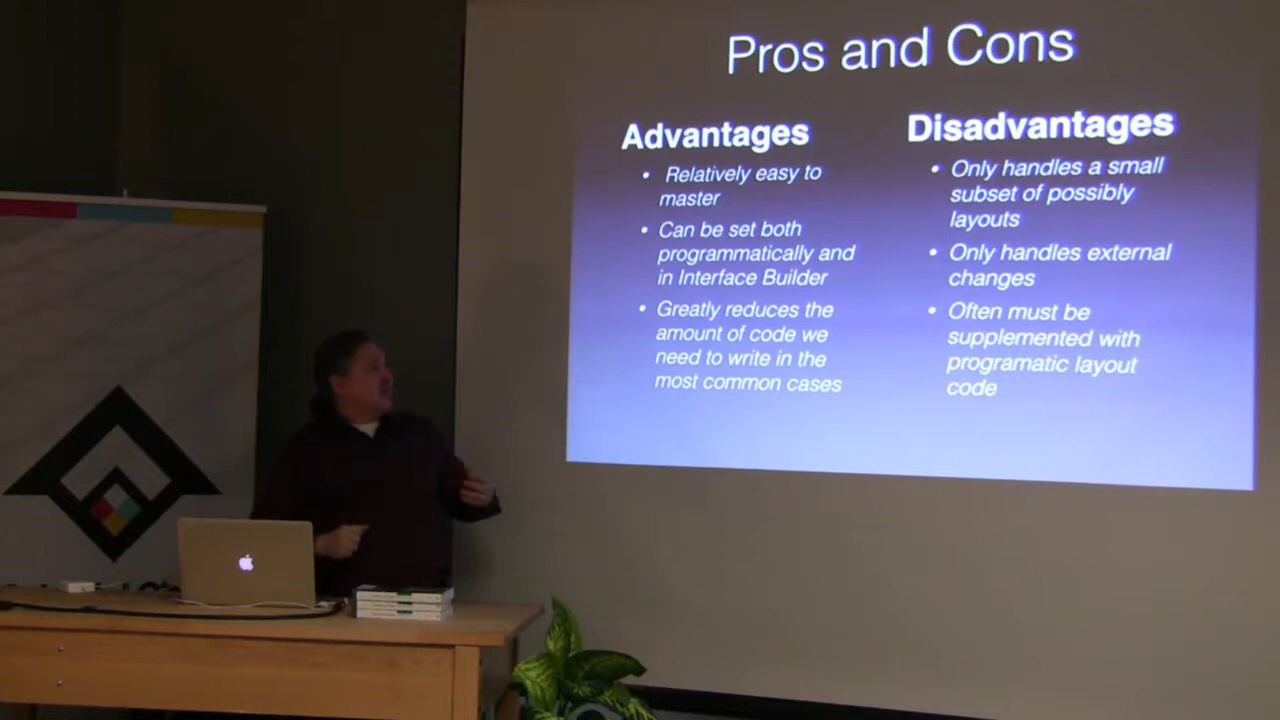 Pros and Cons
Advantages
• Relatively easy to
master
• Can be set both
programmatically and
in Interface Builder
• Greatly reduces the
amount of code we
need to write in the
most common cases
Disadvantages
• Only handles a small
subset of possibly
layouts
• Only handles external
changes
• Often must be
supplemented with
programatic layout
code